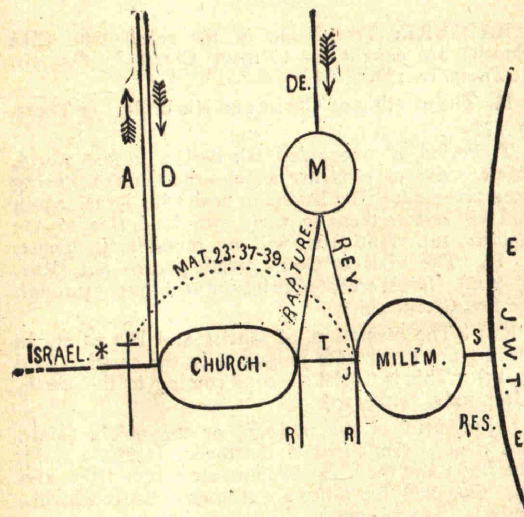 DE.
M
A D
E
RAPTURE.
REV.
MAT. 23:37-39.
J.W.T.
ISRAEL.*
CHURCH.
T
J
MILL'M.
S
R
R
RES.
E